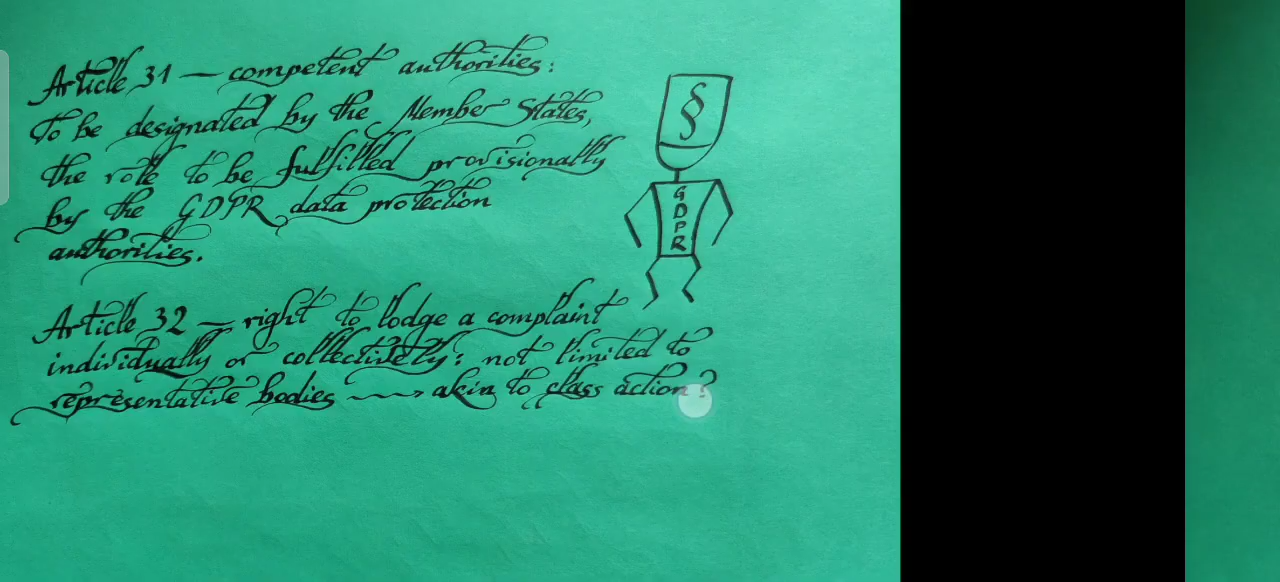 Article 31 — competent authorities:
To be designated by the Member States,
the role to be fulfilled provisionally
by the GDPR data protection
authorities.
§
GDPR
Article 32 — right to lodge a complaint
individually or collectively: not limited to
representative bodies ~~~> akin to class action?